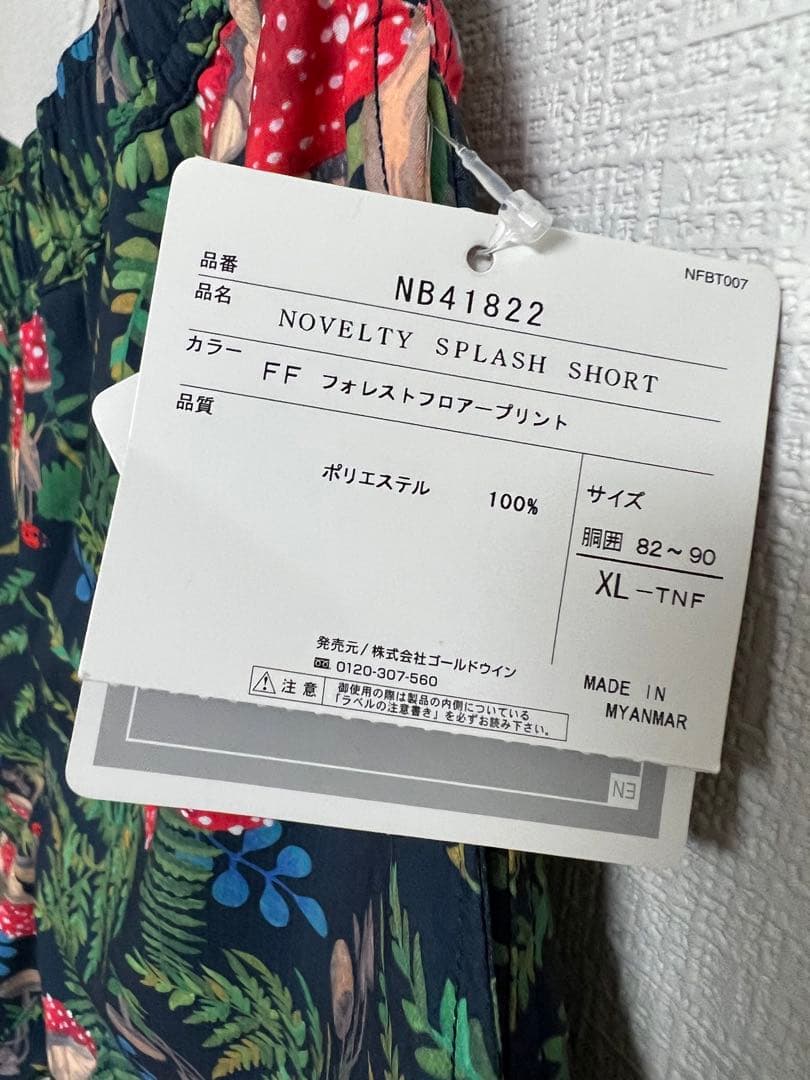 NFBT007
品番 NB41822
品名 NOVELTY SPLASH SHORT
カラー FF フォレストフロアープリント
品質
ポリエステル 100%
サイズ
胴囲 82～90
XL-TNF
発売元/株式会社ゴールドウイン
0120-307-560
注意
御使用の際は製品の内側についている
「ラベルの注意書き」を必ずお読み下さい。
MADE IN
MYANMAR